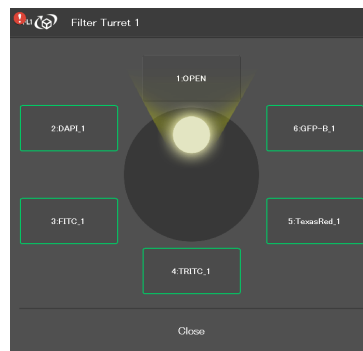 Filter Turret 1
1:OPEN
2:DAPI_1
6:GFP-B_1
3:FITC_1
5:TexasRed_1
4:TRITC_1
Close